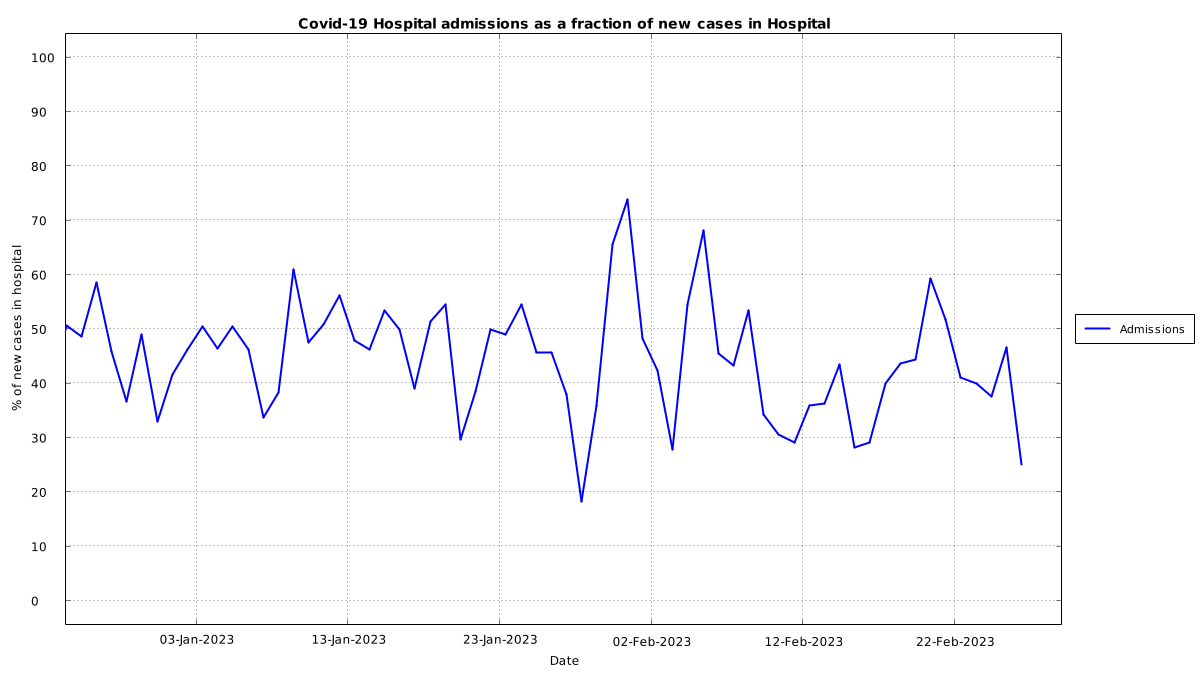 Covid-19 Hospital admissions as a fraction of new cases in Hospital
100
90
80
70
60
50
40
30
20
10
0
% of new cases in hospital
03-Jan-2023
13-Jan-2023
23-Jan-2023
02-Feb-2023
12-Feb-2023
22-Feb-2023
Date
Admissions